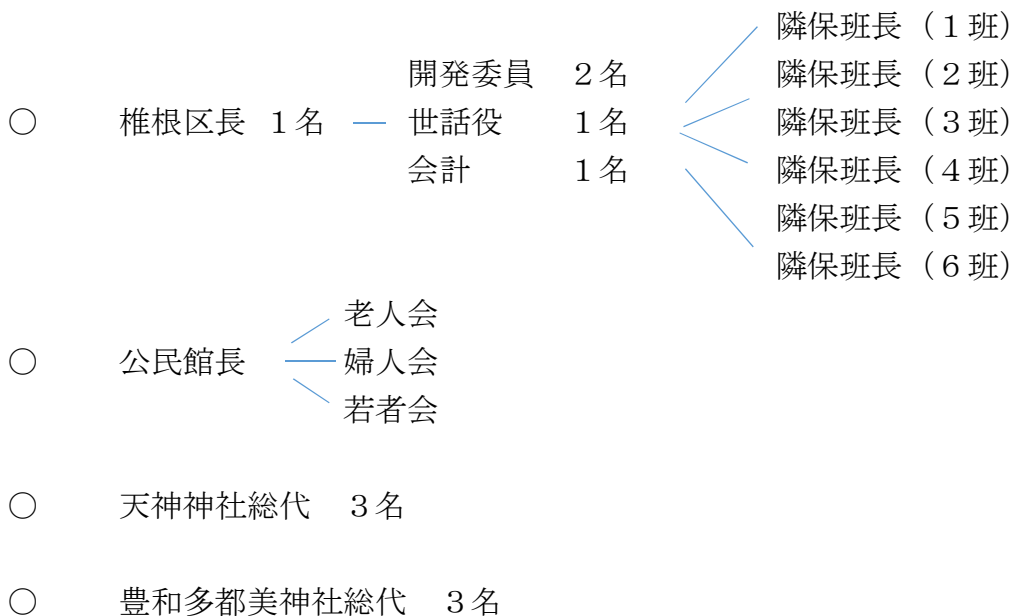 隣保班長（１班）
開発委員　２名　隣保班長（２班）
○　椎根区長　１名　世話役　１名　隣保班長（３班）
会計　１名　隣保班長（４班）
隣保班長（５班）
隣保班長（６班）
老人会
○　公民館長　婦人会
若者会
○　天神神社総代　３名
○　豊和多都美神社総代　３名